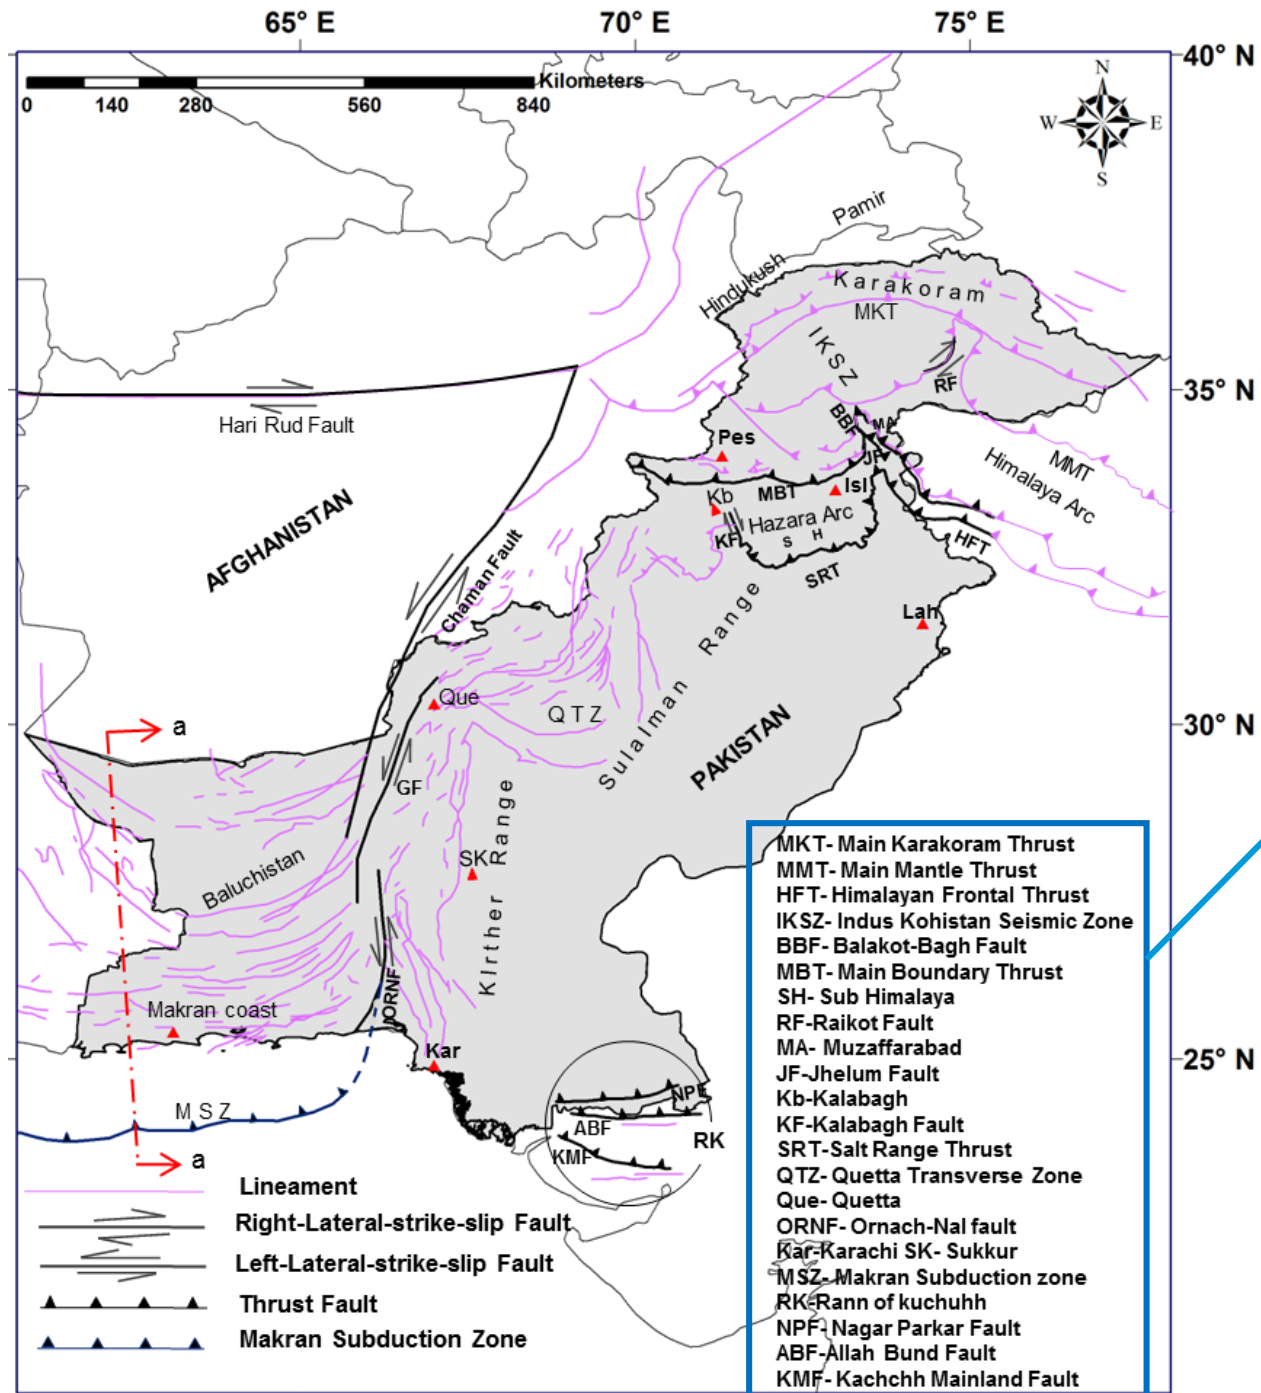 65° E 70° E 75° E
40° N
Kilometers
0 140 280 560 840
N
W E
S
Pamir
Hindukush
Karakoram
MKT
IKSZ
35° N
RF
Hari Rud Fault
BBF
MA
Pes
JF
MMT
Himalaya Arc
Kb
MBT
Isl
Hazara Arc
KF
S H
HFT
SRT
AFGHANISTAN
Chaman Fault
Lah
Que
QTZ
Sulalman Range
PAKISTAN
30° N
a
GF
SK
KIrther Range
Baluchistan
ORNF
Makran coast
Kar
25° N
MSZ
NPF
ABF
RK
KMF
a
MKT- Main Karakoram Thrust
MMT- Main Mantle Thrust
HFT- Himalayan Frontal Thrust
IKSZ- Indus Kohistan Seismic Zone
BBF- Balakot-Bagh Fault
MBT- Main Boundary Thrust
SH- Sub Himalaya
RF-Raikot Fault
MA- Muzaffarabad
JF-Jhelum Fault
Kb-Kalabagh
KF-Kalabagh Fault
SRT-Salt Range Thrust
QTZ- Quetta Transverse Zone
Que- Quetta
ORNF- Ornach-Nal fault
Kar-Karachi SK- Sukkur
MSZ- Makran Subduction zone
RK-Rann of kuchuhh
NPF- Nagar Parkar Fault
ABF-Allah Bund Fault
KMF- Kachchh Mainland Fault
Lineament
Right-Lateral-strike-slip Fault
Left-Lateral-strike-slip Fault
Thrust Fault
Makran Subduction Zone